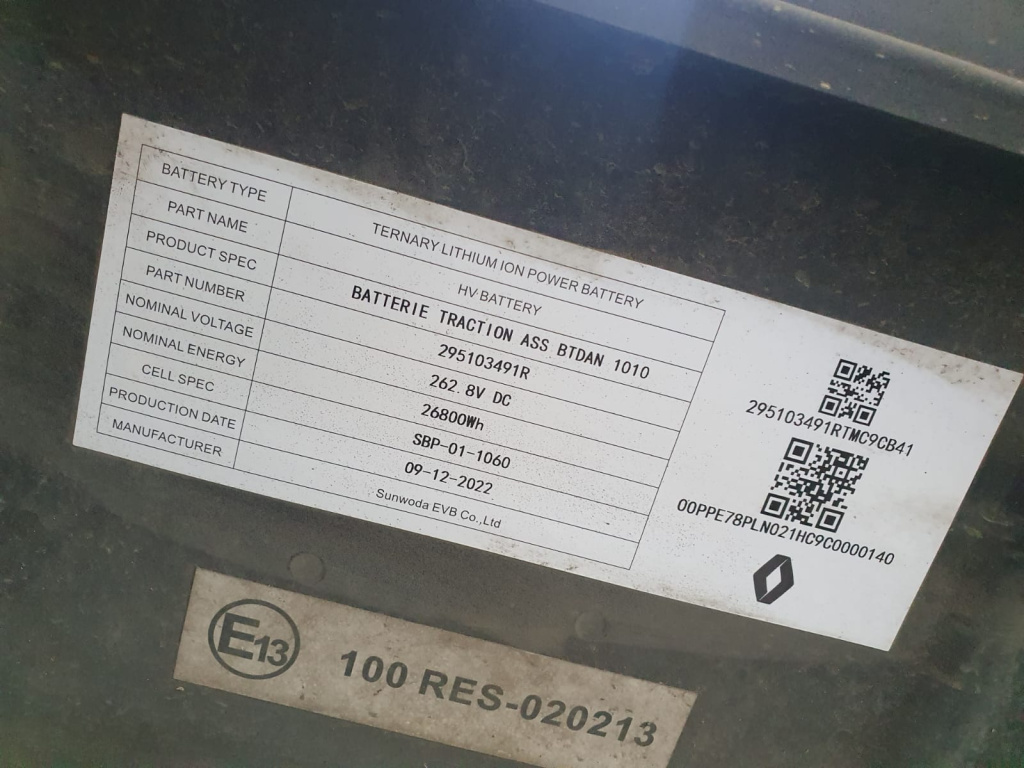 BATTERY TYPE TERNARY LITHIUM ION POWER BATTERY
PART NAME HV BATTERY
PRODUCT SPEC BATTERIE TRACTION ASS BTDAN 1010
PART NUMBER 295103491R
NOMINAL VOLTAGE 262.8V DC
NOMINAL ENERGY 26800Wh
CELL SPEC SBP-01-1060
PRODUCTION DATE 09-12-2022
MANUFACTURER Sunwoda EVB Co.,Ltd
295103491RTMC9CB41
00PPE78PLN021HC9C0000140
E13 100 RES-020213